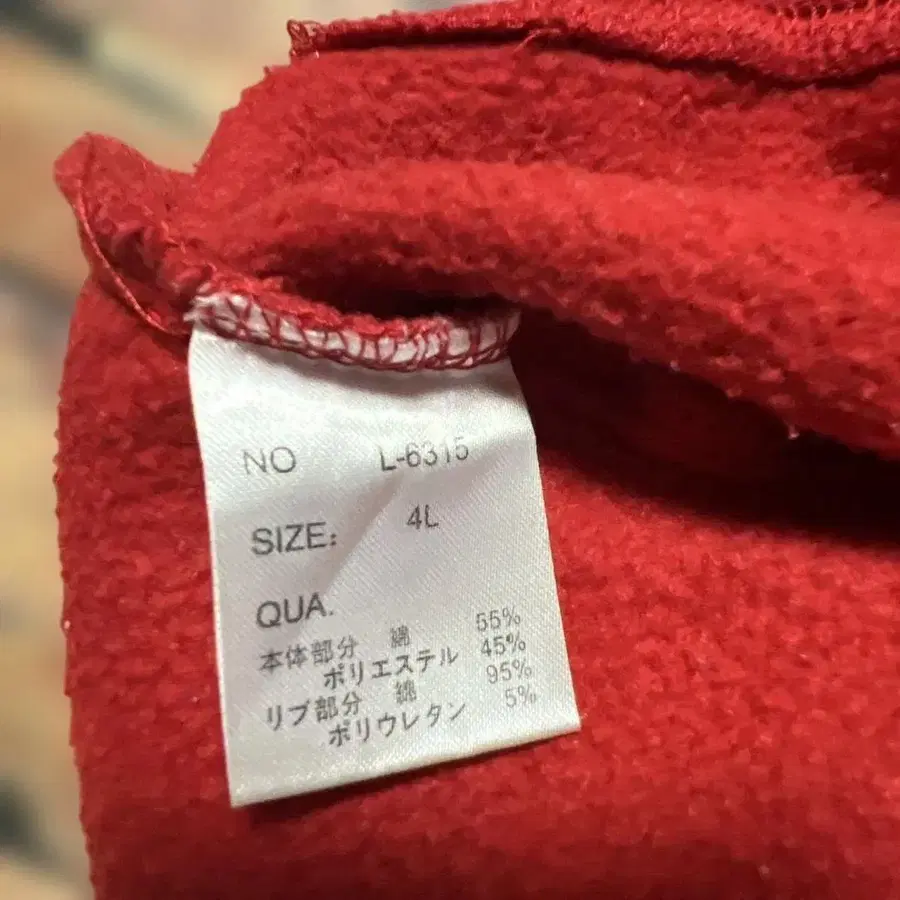 NO L-6315
SIZE: 4L
QUA.
本体部分 綿 55%
ポリエステル 45%
リブ部分 綿 95%
ポリウレタン 5%